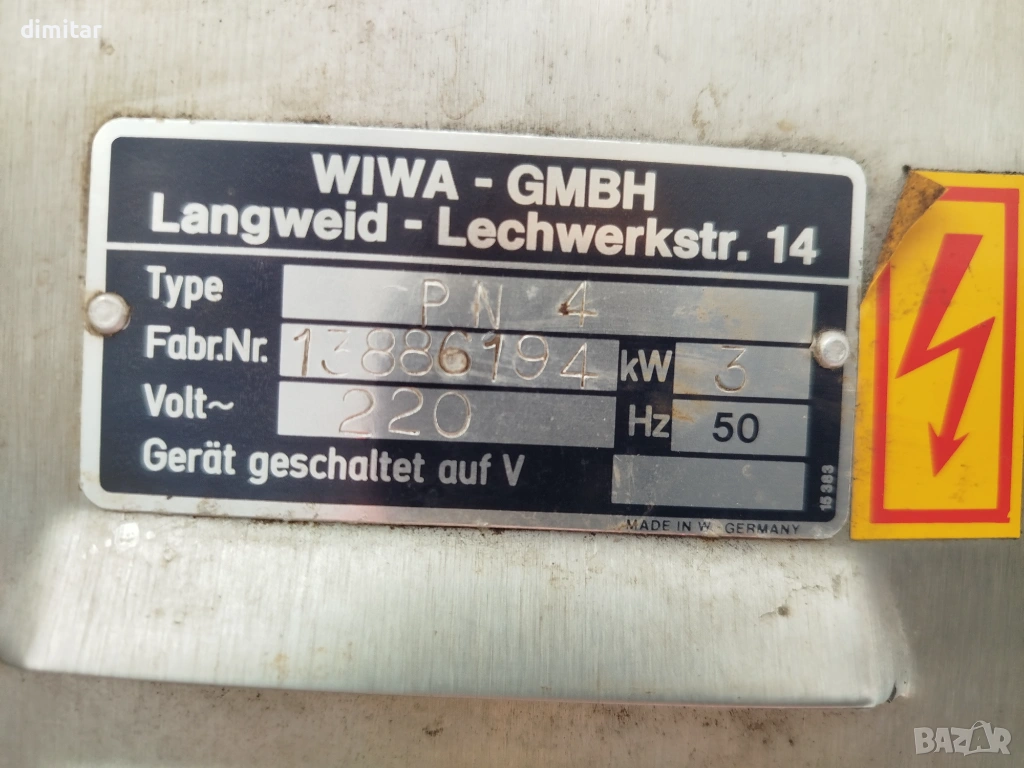 dimitar
WIWA - GMBH
Langweid - Lechwerkstr. 14
Type PN 4
Fabr.Nr. 13886194 kW 3
Volt~ 220 Hz 50
Gerät geschaltet auf V
15 383
MADE IN W.-GERMANY
BAZAR